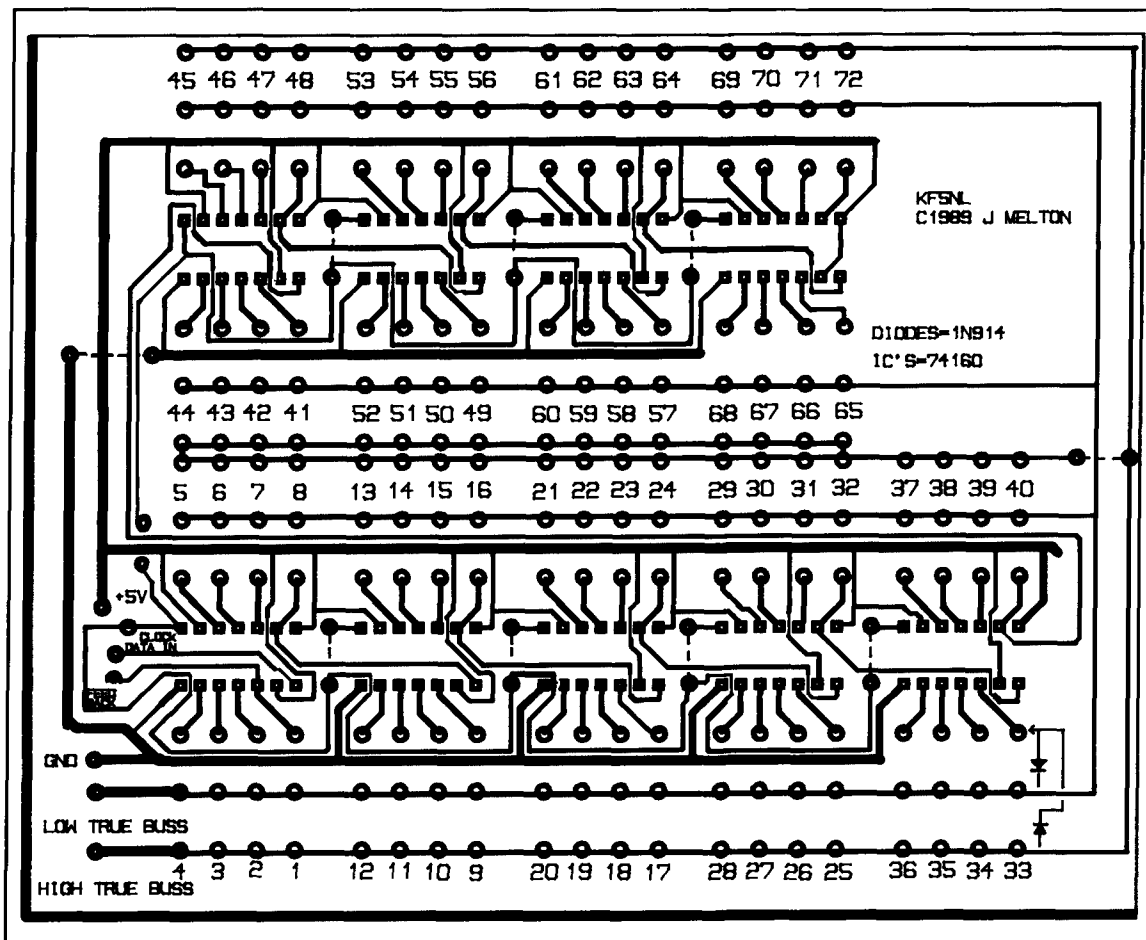 45 46 47 48 53 54 55 56 61 62 63 64 69 70 71 72
KF5NL
C1989 J MELTON
DIODES=1N914
IC'S=74160
44 43 42 41 52 51 50 49 60 59 58 57 68 67 66 65
5 6 7 8 13 14 15 16 21 22 23 24 29 30 31 32 37 38 39 40
+5V
CLOCK
DATA IN
BACK
GND
LOW TRUE BUSS
4 3 2 1 12 11 10 9 20 19 18 17 28 27 26 25 36 35 34 33
HIGH TRUE BUSS